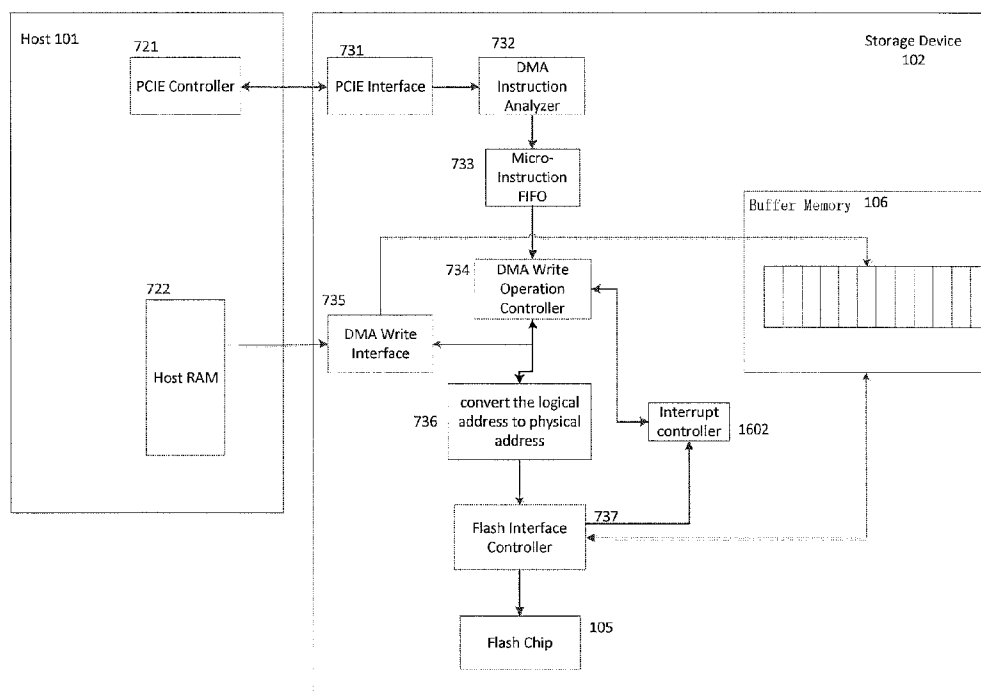 Host 101
721
PCIE Controller
731
PCIE Interface
732
DMA
Instruction
Analyzer
Storage Device
102
733
Micro-
Instruction
FIFO
Buffer Memory 106
734
DMA Write
Operation
Controller
722
Host RAM
735
DMA Write
Interface
736
convert the logical
address to physical
address
Interrupt
controller
1602
737
Flash Interface
Controller
105
Flash Chip